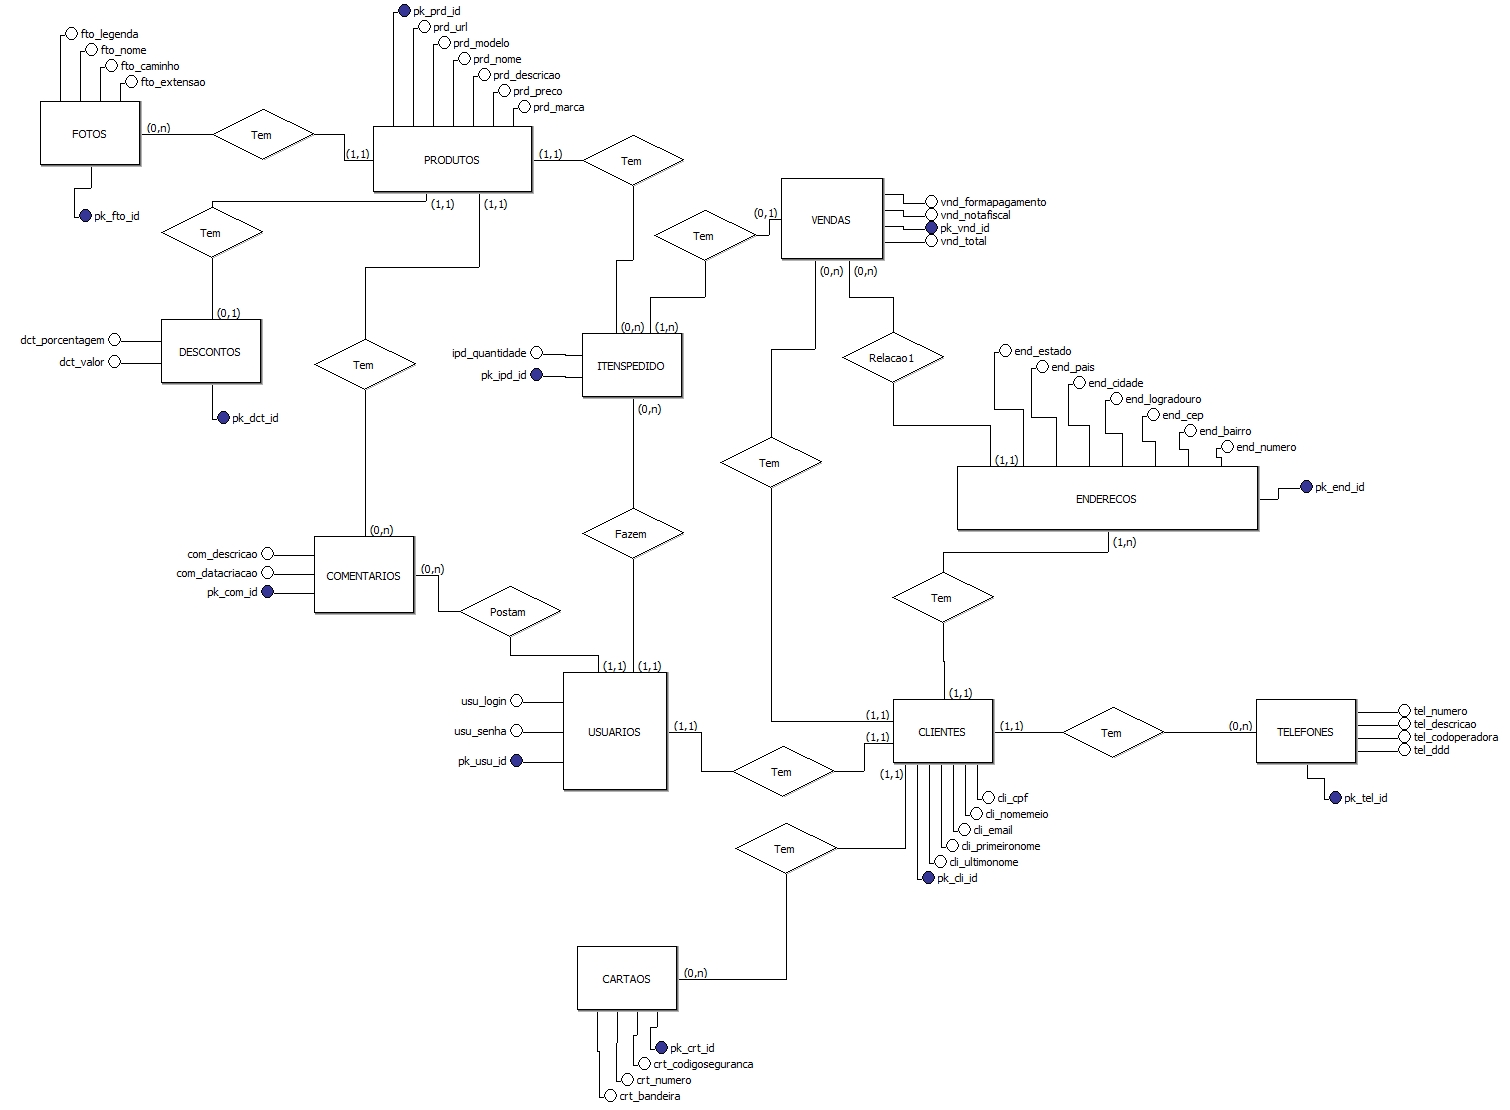 pk_prd_id
prd_url
fto_legenda
prd_modelo
fto_nome
prd_nome
fto_caminho
prd_descricao
fto_extensao
prd_preco
prd_marca
FOTOS
(0,n)
Tem
(1,1)
PRODUTOS
(1,1)
Tem
pk_fto_id
(1,1)
(1,1)
Tem
(0,1)
VENDAS
vnd_formapagamento
vnd_notafiscal
pk_vnd_id
vnd_total
Tem
(0,n)
(0,n)
(0,1)
dct_porcentagem
dct_valor
DESCONTOS
pk_dct_id
Tem
(0,n)
(1,n)
ipd_quantidade
pk_ipd_id
ITENSPEDIDO
(0,n)
Relacao1
end_estado
end_pais
end_cidade
end_logradouro
end_cep
end_bairro
end_numero
(1,1)
Tem
ENDERECOS
pk_end_id
(1,n)
(0,n)
Fazem
com_descricao
com_datacriacao
pk_com_id
COMENTARIOS
(0,n)
Postam
Tem
(1,1)
(1,1)
usu_login
usu_senha
pk_usu_id
USUARIOS
(1,1)
Tem
(1,1)
(1,1)
(1,1)
(1,1)
CLIENTES
(1,1)
Tem
(0,n)
TELEFONES
tel_numero
tel_descricao
tel_codoperadora
tel_ddd
pk_tel_id
cli_cpf
cli_nomemeio
cli_email
cli_primeironome
cli_ultimonome
pk_cli_id
Tem
CARTAOS
(0,n)
pk_crt_id
crt_codigoseguranca
crt_numero
crt_bandeira